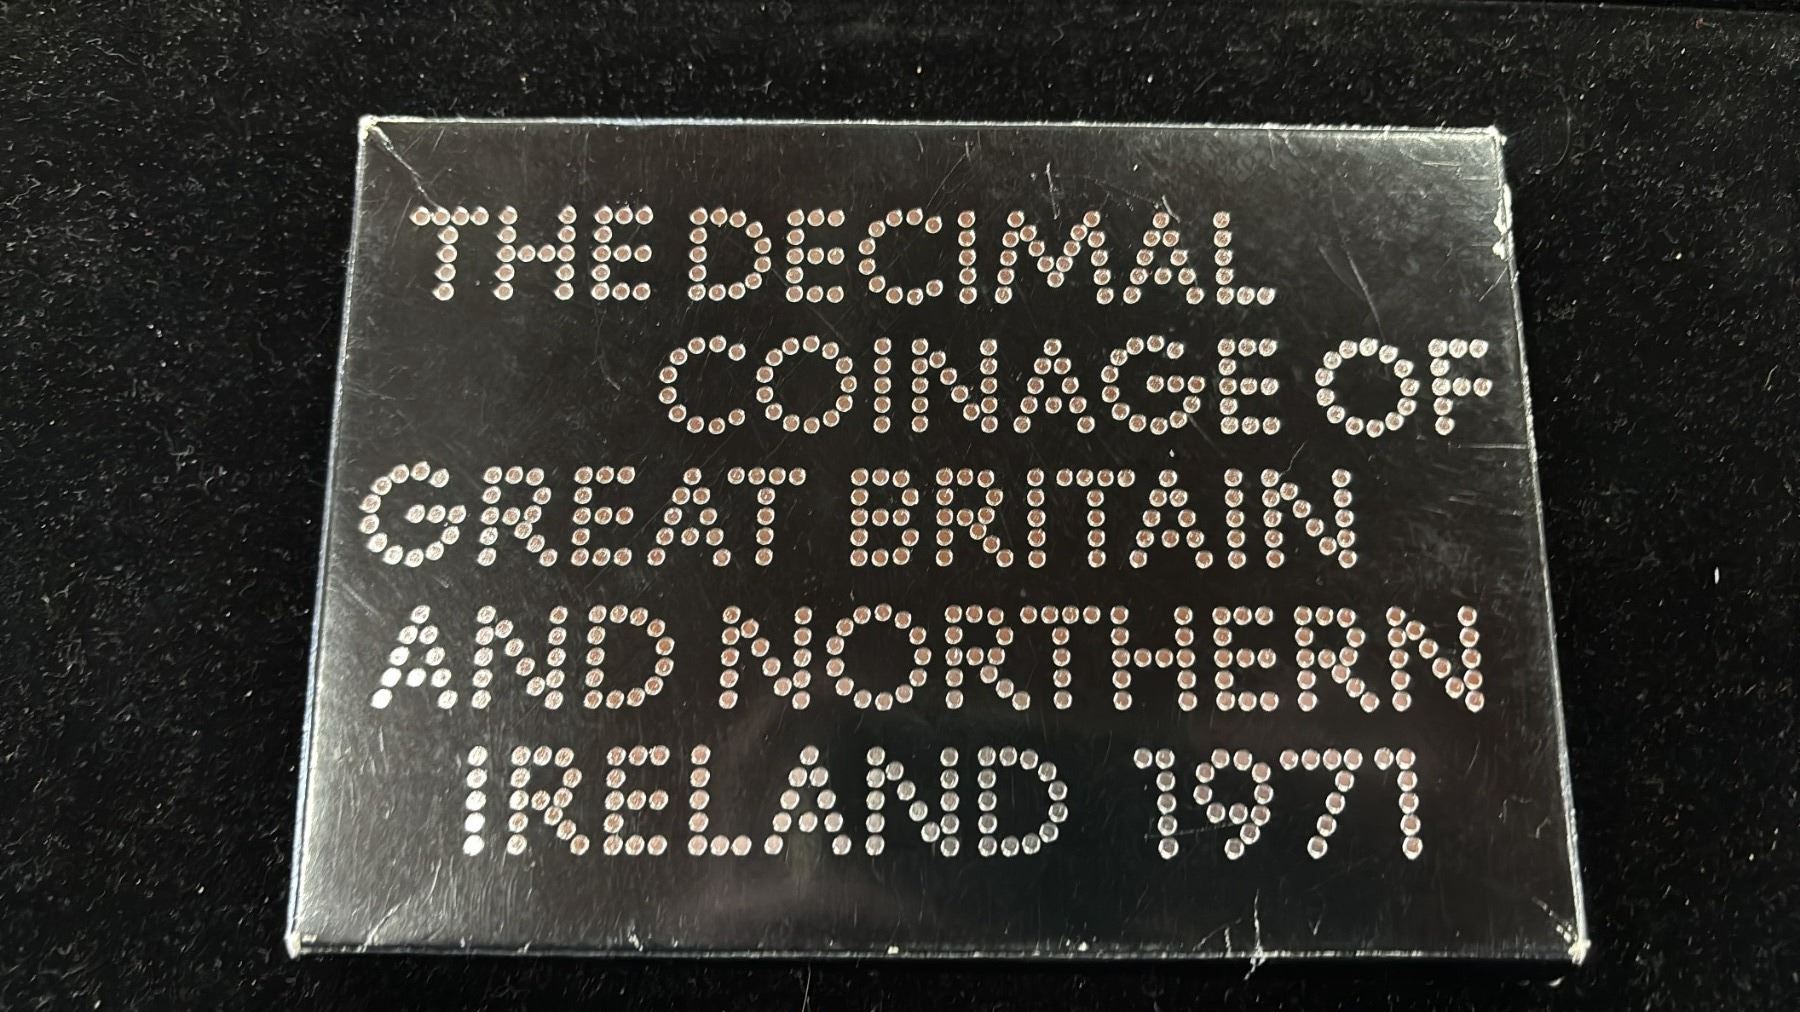 THE DECIMAL
COINAGE OF
GREAT BRITAIN
AND NORTHERN
IRELAND 1971